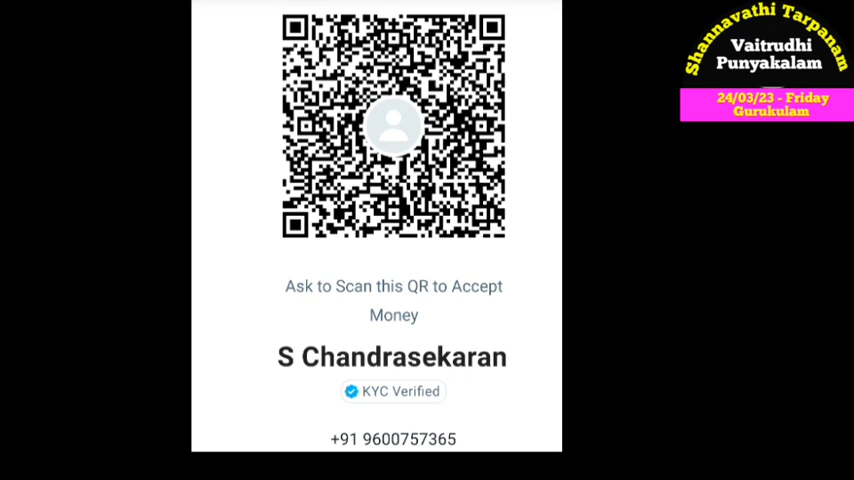 Ask to Scan this QR to Accept
Money
S Chandrasekaran
KYC Verified
+91 9600757365
Shannavathi Tarpanam
Vaitrudhi
Punyakalam
24/03/23 - Friday
Gurukulam